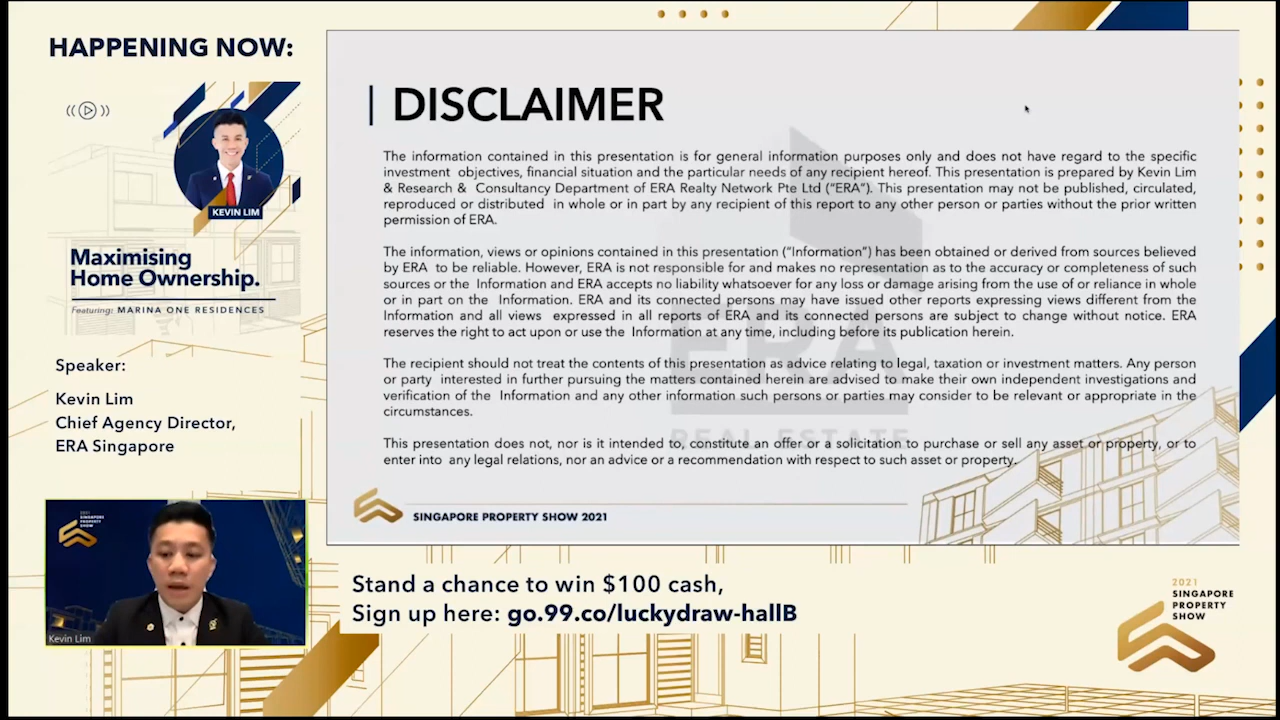 HAPPENING NOW:
KEVIN LIM
Maximising
Home Ownership.
Featuring: MARINA ONE RESIDENCES
Speaker:
Kevin Lim
Chief Agency Director,
ERA Singapore
2021
SINGAPORE
PROPERTY
SHOW
Kevin Lim
DISCLAIMER
The information contained in this presentation is for general information purposes only and does not have regard to the specific
investment objectives, financial situation and the particular needs of any recipient hereof. This presentation is prepared by Kevin Lim
& Research & Consultancy Department of ERA Realty Network Pte Ltd (“ERA”). This presentation may not be published, circulated,
reproduced or distributed in whole or in part by any recipient of this report to any other person or parties without the prior written
permission of ERA.
The information, views or opinions contained in this presentation (“Information”) has been obtained or derived from sources believed
by ERA to be reliable. However, ERA is not responsible for and makes no representation as to the accuracy or completeness of such
sources or the Information and ERA accepts no liability whatsoever for any loss or damage arising from the use of or reliance in whole
or in part on the Information. ERA and its connected persons may have issued other reports expressing views different from the
Information and all views expressed in all reports of ERA and its connected persons are subject to change without notice. ERA
reserves the right to act upon or use the Information at any time, including before its publication herein.
The recipient should not treat the contents of this presentation as advice relating to legal, taxation or investment matters. Any person
or party interested in further pursuing the matters contained herein are advised to make their own independent investigations and
verification of the Information and any other information such persons or parties may consider to be relevant or appropriate in the
circumstances.
This presentation does not, nor is it intended to, constitute an offer or a solicitation to purchase or sell any asset or property, or to
enter into any legal relations, nor an advice or a recommendation with respect to such asset or property.
ERA
REAL ESTATE
SINGAPORE PROPERTY SHOW 2021
Stand a chance to win $100 cash,
Sign up here: go.99.co/luckydraw-hallB
2021
SINGAPORE
PROPERTY
SHOW